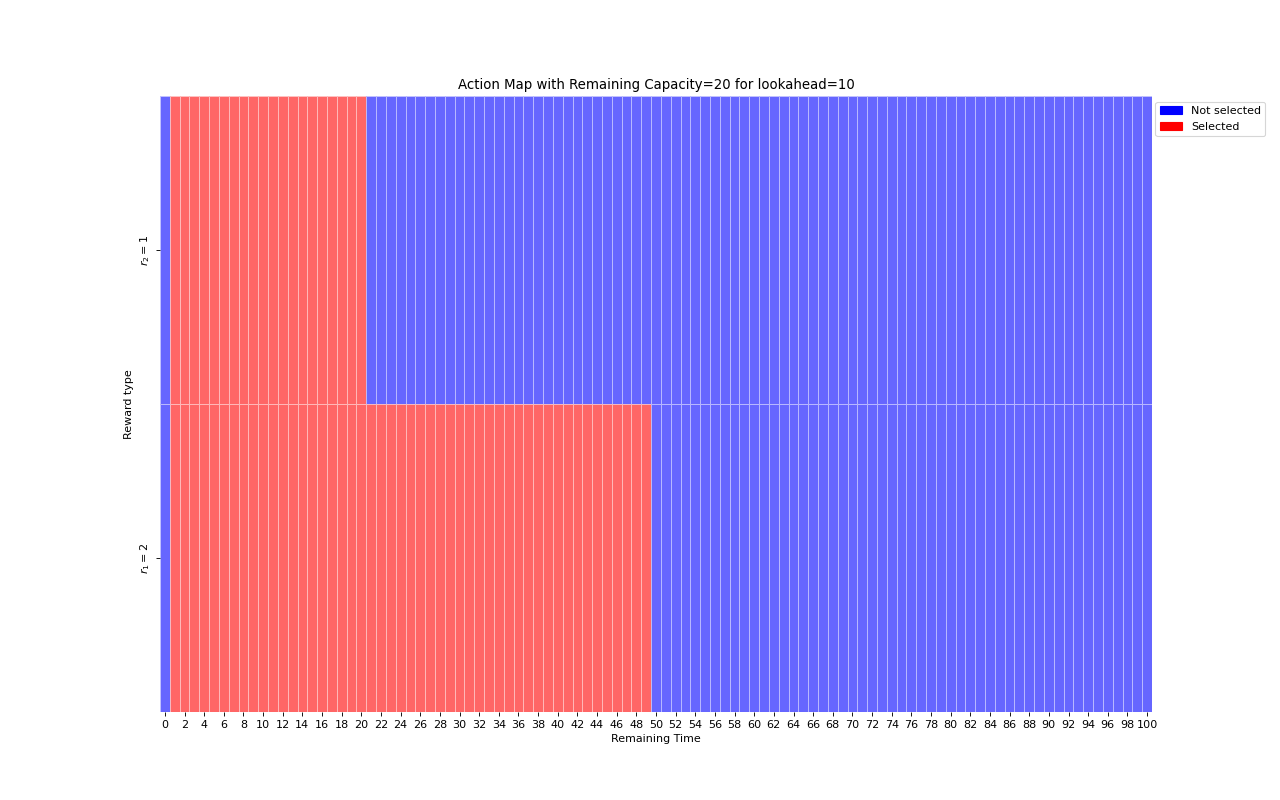 Action Map with Remaining Capacity=20 for lookahead=10
Not selected
Selected
r₂ = 1
Reward type
r₁ = 2
0 2 4 6 8 10 12 14 16 18 20 22 24 26 28 30 32 34 36 38 40 42 44 46 48 50 52 54 56 58 60 62 64 66 68 70 72 74 76 78 80 82 84 86 88 90 92 94 96 98 100
Remaining Time